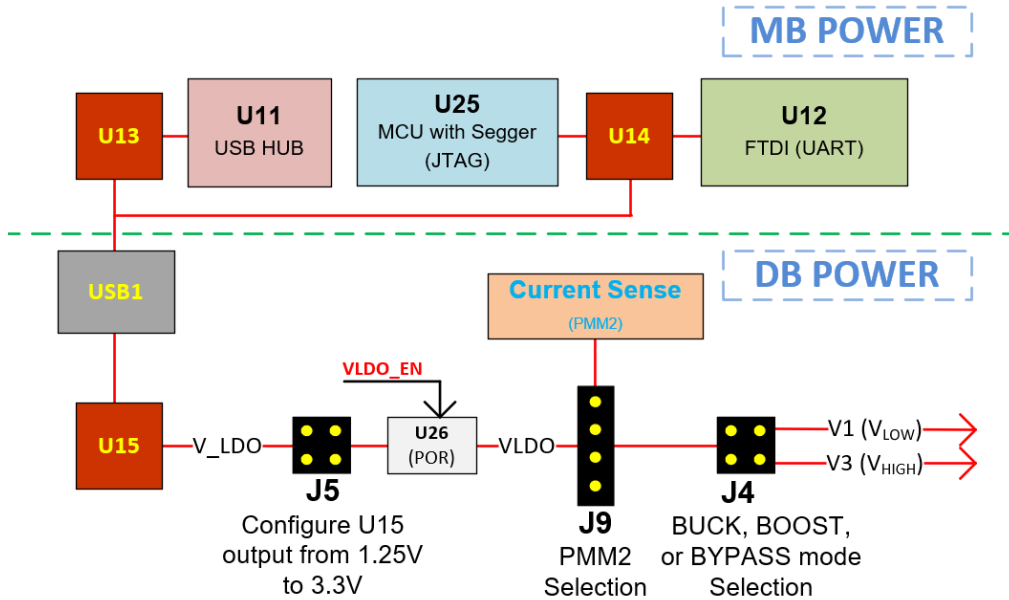 MB POWER
U13
U11
USB HUB
U25
MCU with Segger
(JTAG)
U14
U12
FTDI (UART)
DB POWER
USB1
Current Sense
(PMM2)
VLDO_EN
U15
V_LDO
J5
Configure U15
output from 1.25V
to 3.3V
U26
(POR)
VLDO
J9
PMM2
Selection
J4
BUCK, BOOST,
or BYPASS mode
Selection
V1 (VLOW)
V3 (VHIGH)